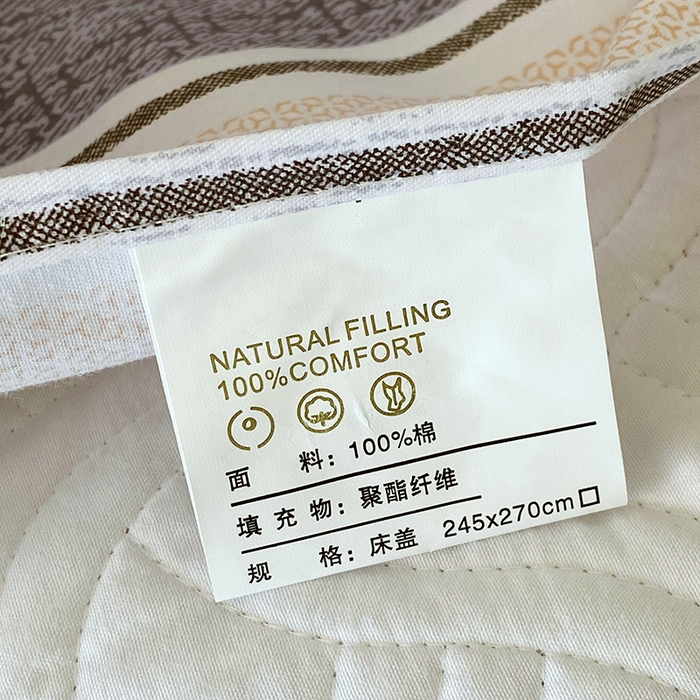 NATURAL FILLING
100%COMFORT
面 料：100%棉
填 充 物：聚酯纤维
规 格：床盖 245x270cm□